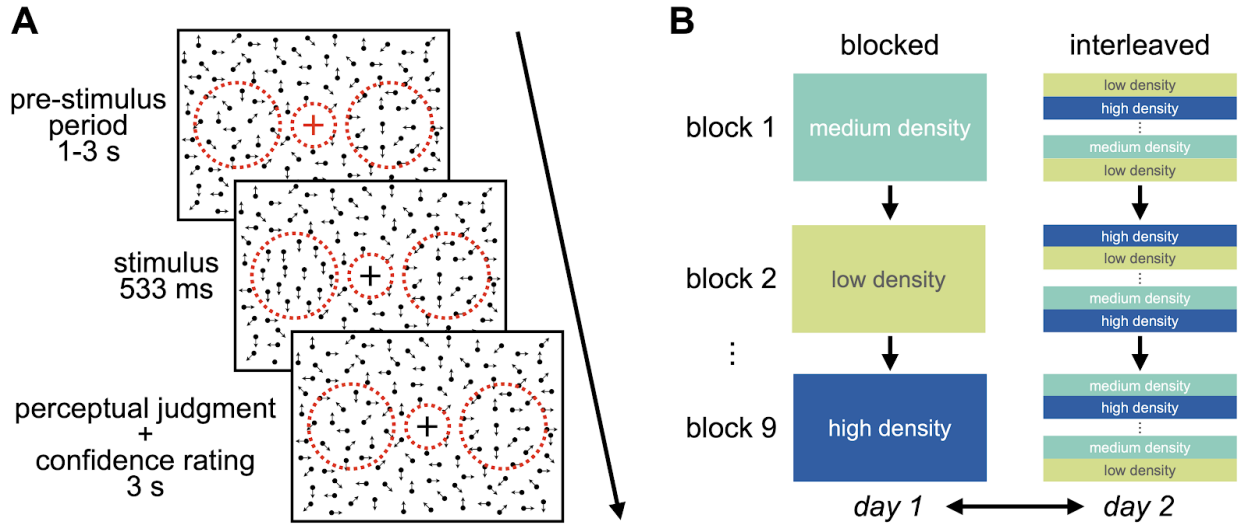 A
pre-stimulus
period
1-3 s
+
stimulus
533 ms
+
perceptual judgment
+
confidence rating
3 s
+
B
blocked
interleaved
block 1
medium density
low density
high density
⋮
medium density
low density
block 2
low density
high density
low density
⋮
medium density
high density
⋮
block 9
high density
medium density
high density
⋮
medium density
low density
day 1
day 2